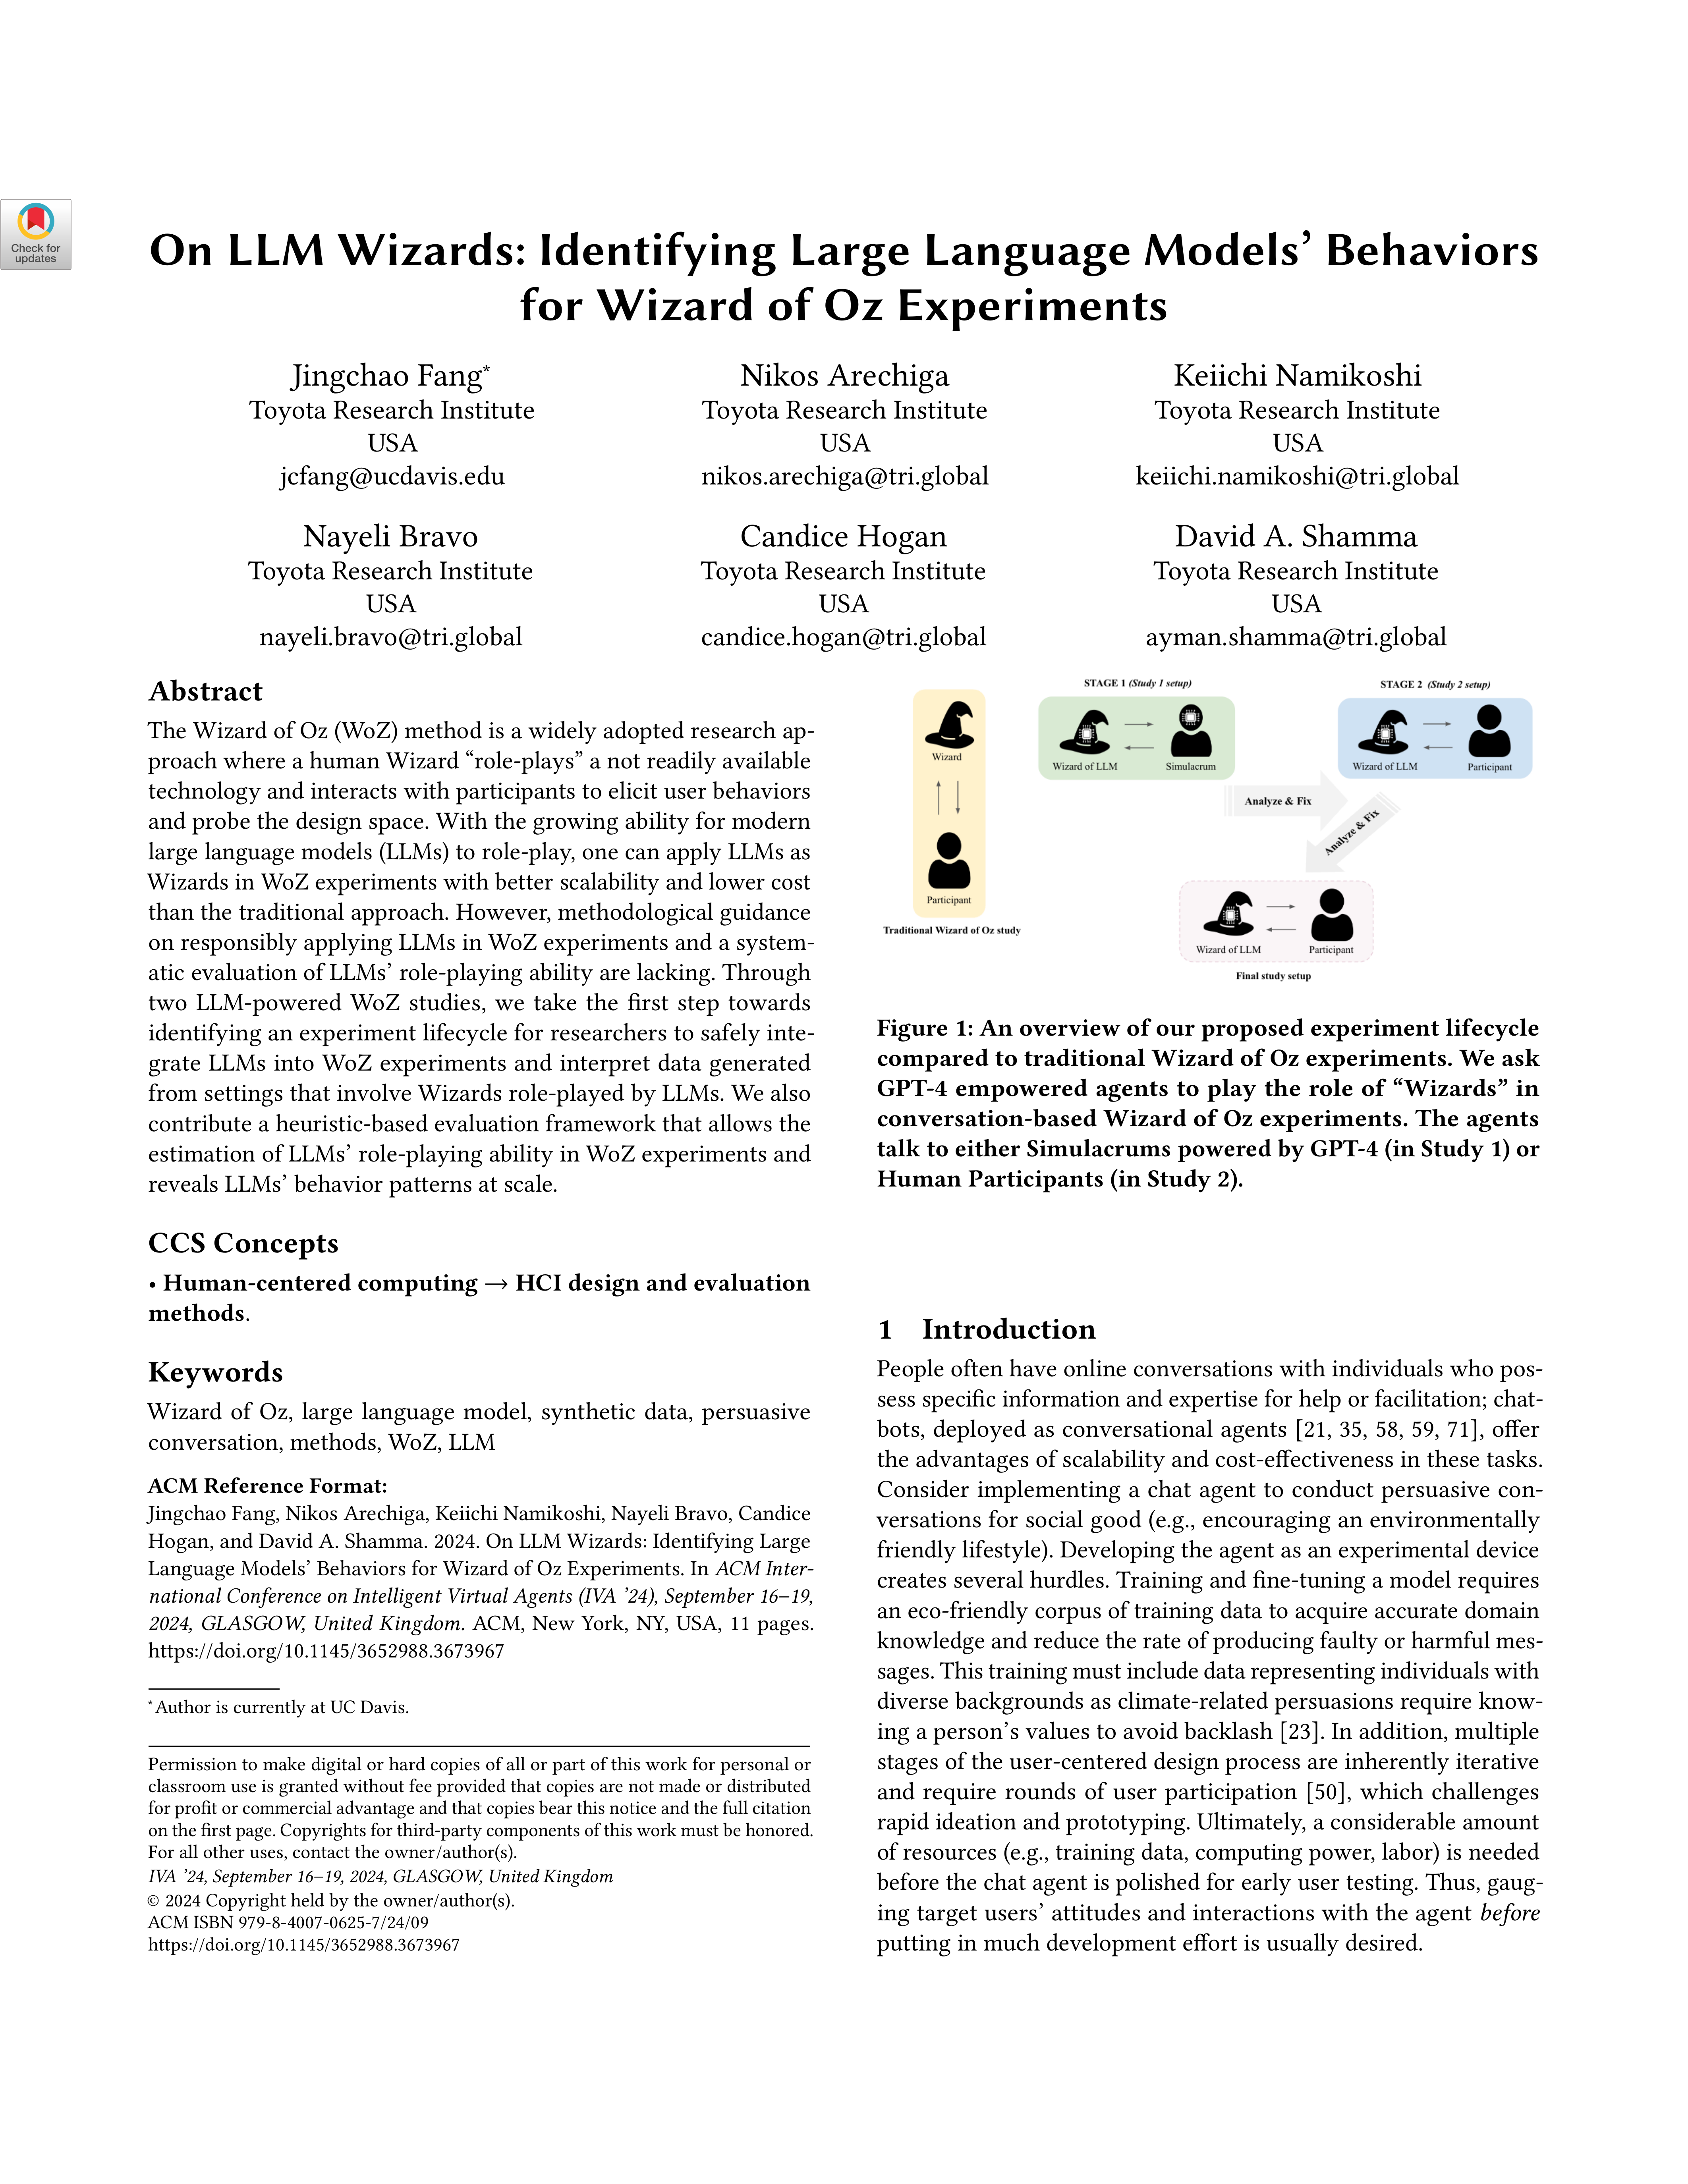 Check for
updates
On LLM Wizards: Identifying Large Language Models’ Behaviors
for Wizard of Oz Experiments
Jingchao Fang*
Toyota Research Institute
USA
jcfang@ucdavis.edu
Nikos Arechiga
Toyota Research Institute
USA
nikos.arechiga@tri.global
Keiichi Namikoshi
Toyota Research Institute
USA
keiichi.namikoshi@tri.global
Nayeli Bravo
Toyota Research Institute
USA
nayeli.bravo@tri.global
Candice Hogan
Toyota Research Institute
USA
candice.hogan@tri.global
David A. Shamma
Toyota Research Institute
USA
ayman.shamma@tri.global
Abstract
The Wizard of Oz (WoZ) method is a widely adopted research ap-
proach where a human Wizard “role-plays” a not readily available
technology and interacts with participants to elicit user behaviors
and probe the design space. With the growing ability for modern
large language models (LLMs) to role-play, one can apply LLMs as
Wizards in WoZ experiments with better scalability and lower cost
than the traditional approach. However, methodological guidance
on responsibly applying LLMs in WoZ experiments and a system-
atic evaluation of LLMs’ role-playing ability are lacking. Through
two LLM-powered WoZ studies, we take the first step towards
identifying an experiment lifecycle for researchers to safely inte-
grate LLMs into WoZ experiments and interpret data generated
from settings that involve Wizards role-played by LLMs. We also
contribute a heuristic-based evaluation framework that allows the
estimation of LLMs’ role-playing ability in WoZ experiments and
reveals LLMs’ behavior patterns at scale.
CCS Concepts
• Human-centered computing → HCI design and evaluation
methods.
Keywords
Wizard of Oz, large language model, synthetic data, persuasive
conversation, methods, WoZ, LLM
ACM Reference Format:
Jingchao Fang, Nikos Arechiga, Keiichi Namikoshi, Nayeli Bravo, Candice
Hogan, and David A. Shamma. 2024. On LLM Wizards: Identifying Large
Language Models’ Behaviors for Wizard of Oz Experiments. In ACM Inter-
national Conference on Intelligent Virtual Agents (IVA ’24), September 16–19,
2024, GLASGOW, United Kingdom. ACM, New York, NY, USA, 11 pages.
https://doi.org/10.1145/3652988.3673967
*Author is currently at UC Davis.
Permission to make digital or hard copies of all or part of this work for personal or
classroom use is granted without fee provided that copies are not made or distributed
for profit or commercial advantage and that copies bear this notice and the full citation
on the first page. Copyrights for third-party components of this work must be honored.
For all other uses, contact the owner/author(s).
IVA ’24, September 16–19, 2024, GLASGOW, United Kingdom
© 2024 Copyright held by the owner/author(s).
ACM ISBN 979-8-4007-0625-7/24/09
https://doi.org/10.1145/3652988.3673967
Wizard
Participant
Traditional Wizard of Oz study
STAGE 1 (Study 1 setup)
Wizard of LLM
Simulacrum
STAGE 2 (Study 2 setup)
Wizard of LLM
Participant
Analyze & Fix
Analyze & Fix
Wizard of LLM
Participant
Final study setup
Figure 1: An overview of our proposed experiment lifecycle
compared to traditional Wizard of Oz experiments. We ask
GPT-4 empowered agents to play the role of “Wizards” in
conversation-based Wizard of Oz experiments. The agents
talk to either Simulacrums powered by GPT-4 (in Study 1) or
Human Participants (in Study 2).
1 Introduction
People often have online conversations with individuals who pos-
sess specific information and expertise for help or facilitation; chat-
bots, deployed as conversational agents [21, 35, 58, 59, 71], offer
the advantages of scalability and cost-effectiveness in these tasks.
Consider implementing a chat agent to conduct persuasive con-
versations for social good (e.g., encouraging an environmentally
friendly lifestyle). Developing the agent as an experimental device
creates several hurdles. Training and fine-tuning a model requires
an eco-friendly corpus of training data to acquire accurate domain
knowledge and reduce the rate of producing faulty or harmful mes-
sages. This training must include data representing individuals with
diverse backgrounds as climate-related persuasions require know-
ing a person’s values to avoid backlash [23]. In addition, multiple
stages of the user-centered design process are inherently iterative
and require rounds of user participation [50], which challenges
rapid ideation and prototyping. Ultimately, a considerable amount
of resources (e.g., training data, computing power, labor) is needed
before the chat agent is polished for early user testing. Thus, gaug-
ing target users’ attitudes and interactions with the agent before
putting in much development effort is usually desired.